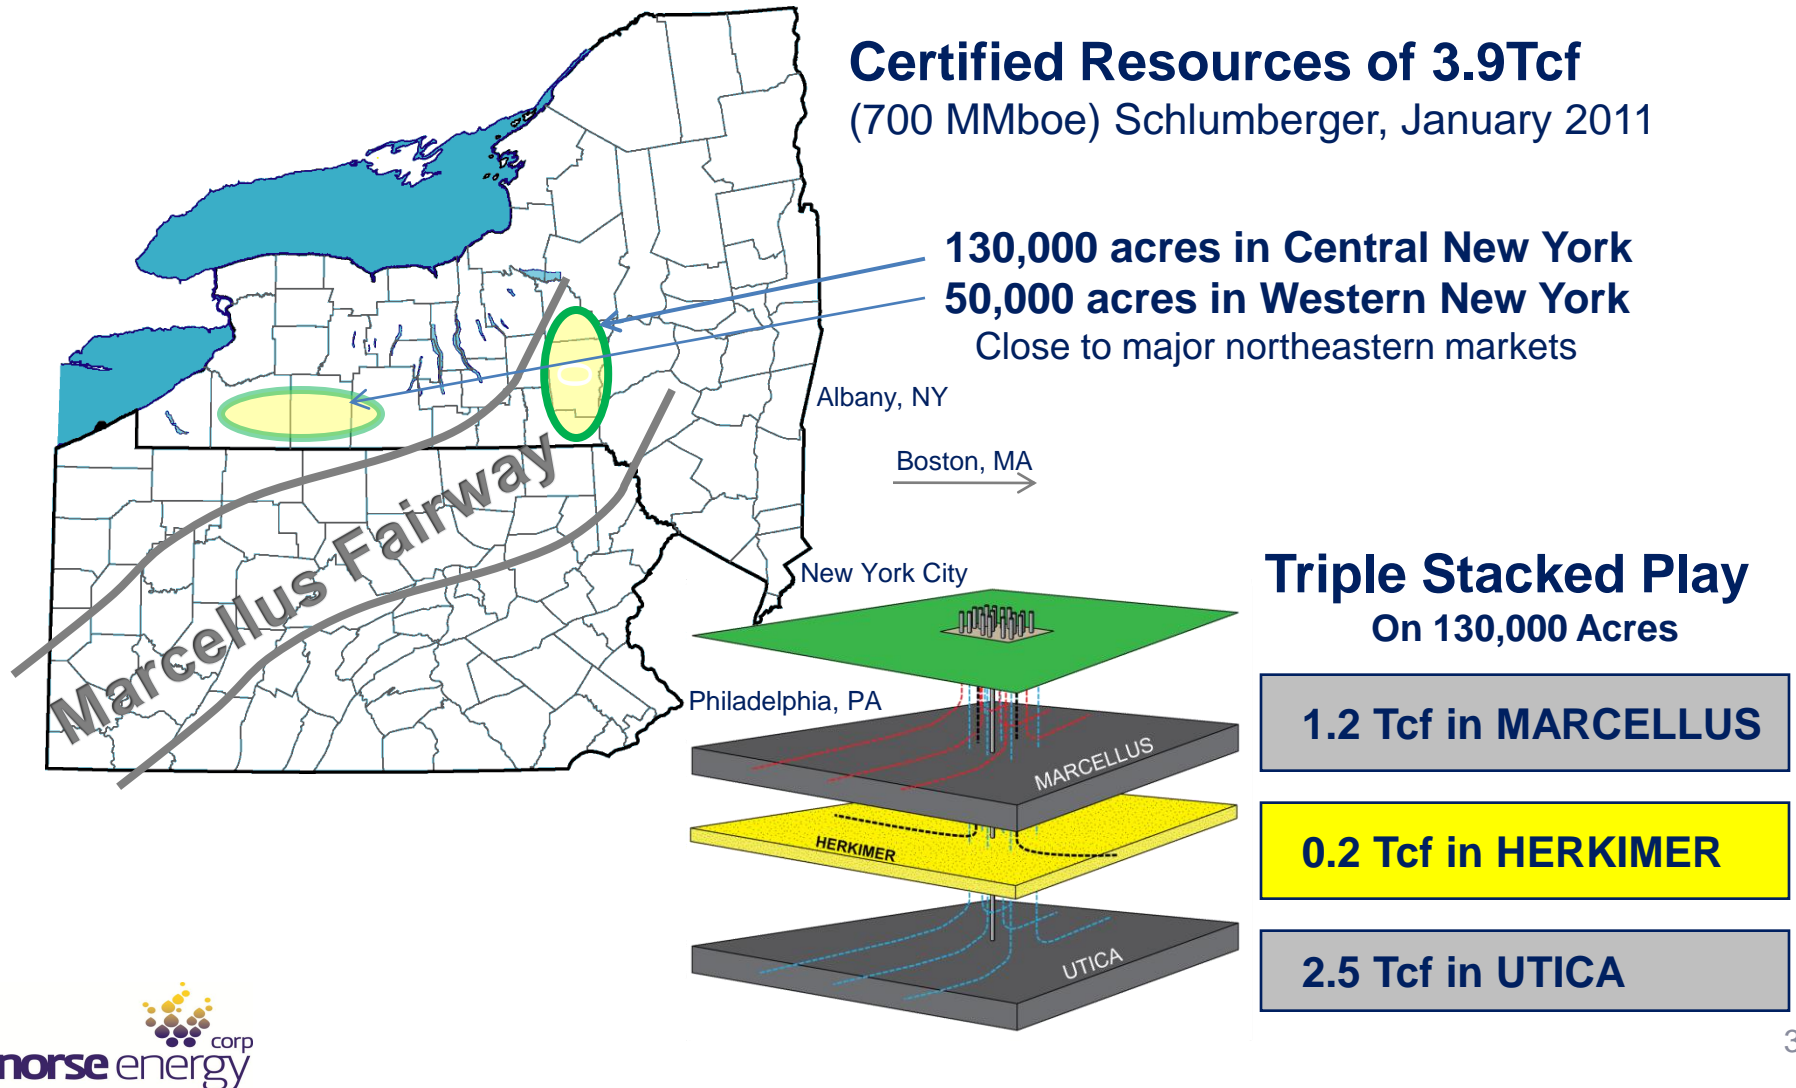 Certified Resources of 3.9Tcf
(700 MMboe) Schlumberger, January 2011
130,000 acres in Central New York
50,000 acres in Western New York
Close to major northeastern markets
Albany, NY
Boston, MA
Marcellus Fairway
New York City
Philadelphia, PA
Triple Stacked Play
On 130,000 Acres
MARCELLUS
1.2 Tcf in MARCELLUS
HERKIMER
0.2 Tcf in HERKIMER
UTICA
2.5 Tcf in UTICA
norse energy corp
3